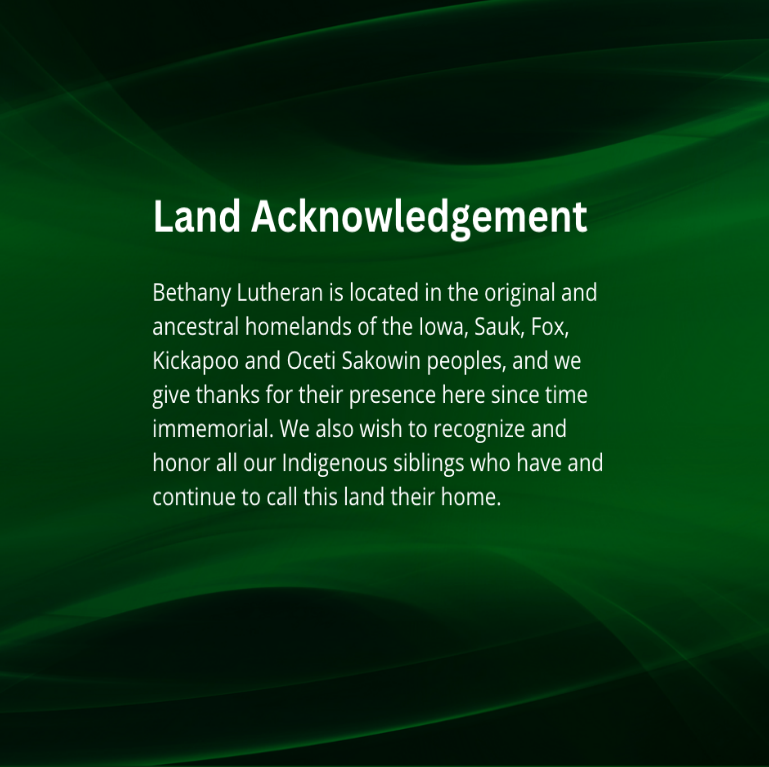 Land Acknowledgement
Bethany Lutheran is located in the original and
ancestral homelands of the Iowa, Sauk, Fox,
Kickapoo and Oceti Sakowin peoples, and we
give thanks for their presence here since time
immemorial. We also wish to recognize and
honor all our Indigenous siblings who have and
continue to call this land their home.